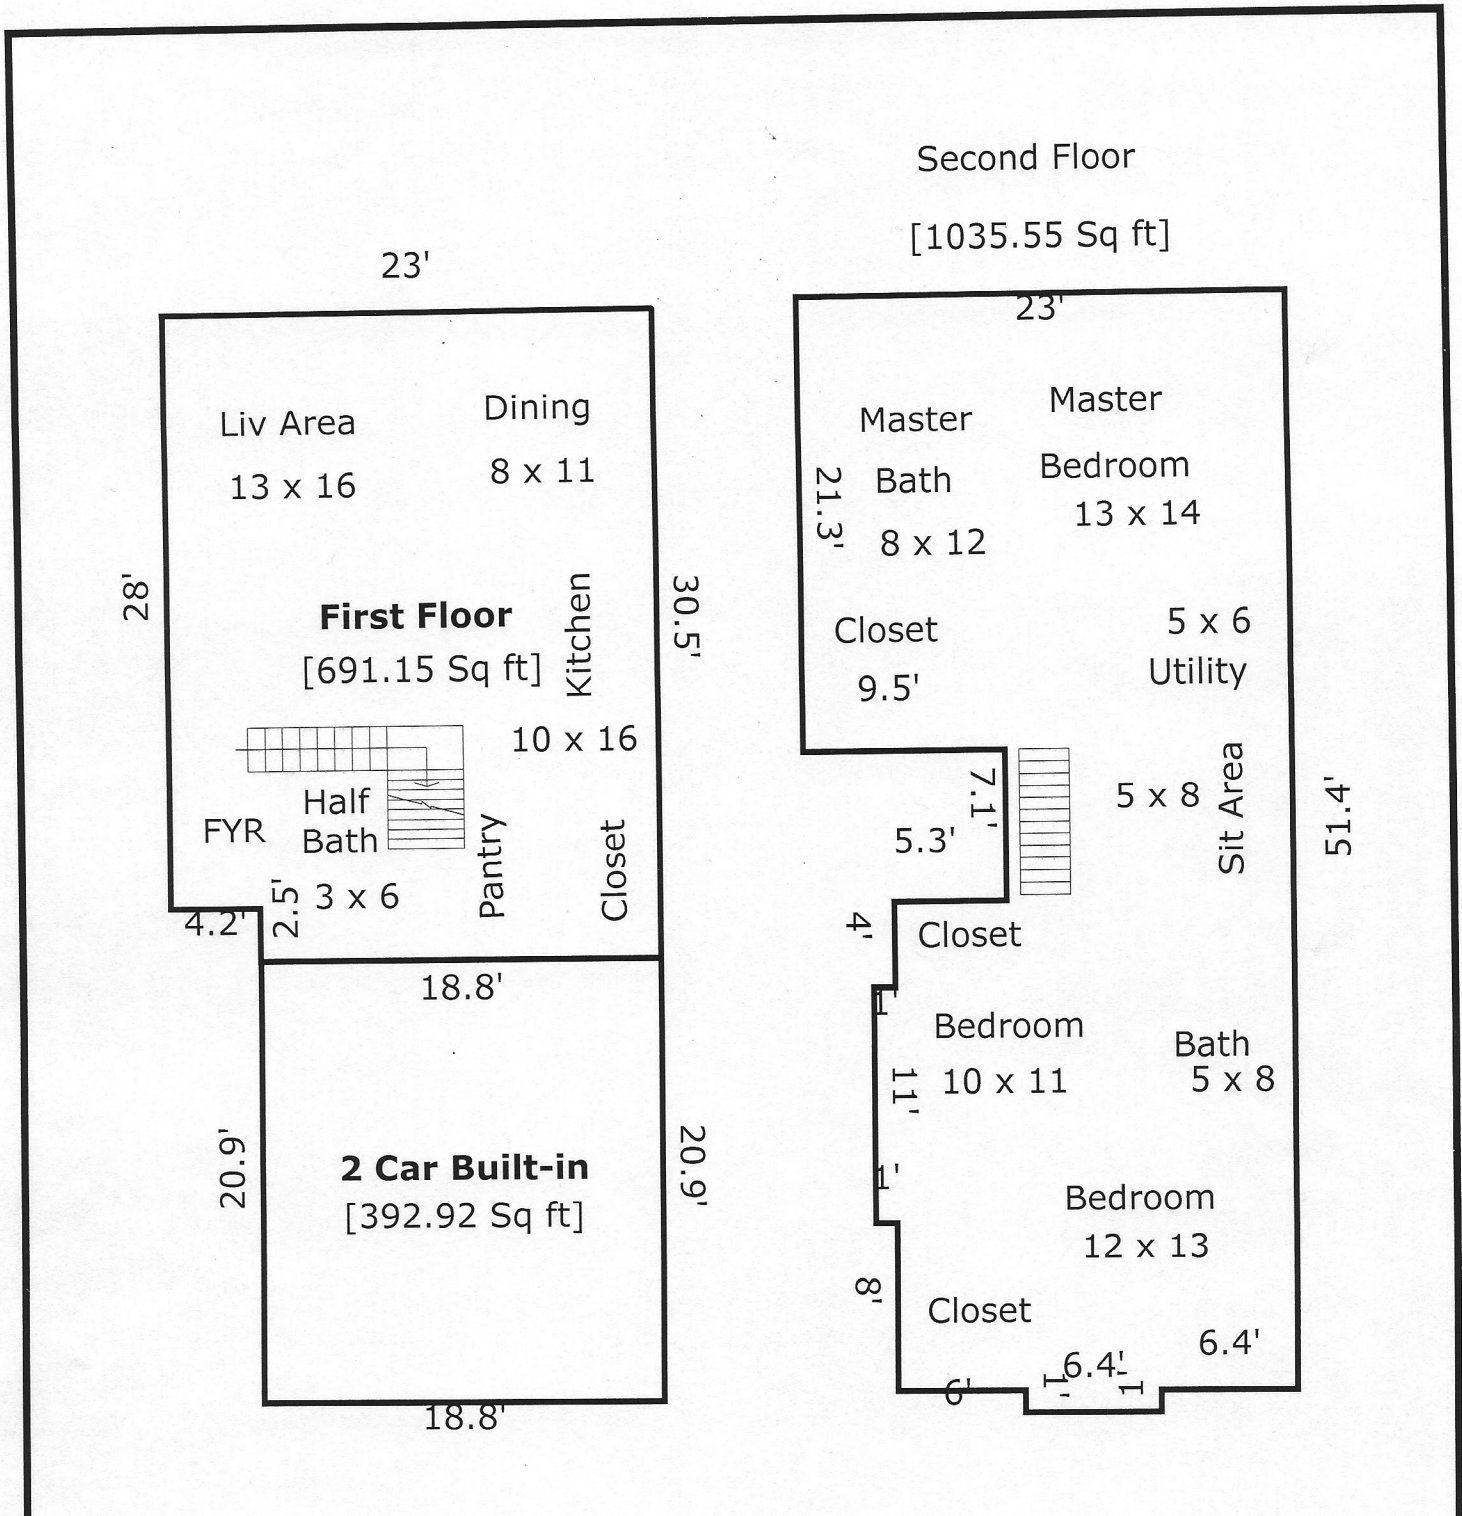 Second Floor
[1035.55 Sq ft]
23'
23'
Liv Area
13 x 16
Dining
8 x 11
28'
First Floor
[691.15 Sq ft]
Kitchen
10 x 16
30.5'
FYR
Half
Bath
3 x 6
Pantry
Closet
4.2'
2.5'
18.8'
20.9'
2 Car Built-in
[392.92 Sq ft]
20.9'
18.8'
Master
Bath
8 x 12
Master
Bedroom
13 x 14
21.3'
Closet
9.5'
5 x 6
Utility
7.1'
5.3'
5 x 8
Sit Area
51.4'
4'
Closet
1'
Bedroom
10 x 11
11'
Bath
5 x 8
1'
Bedroom
12 x 13
8'
Closet
6'
1'
6.4'
1'
6.4'